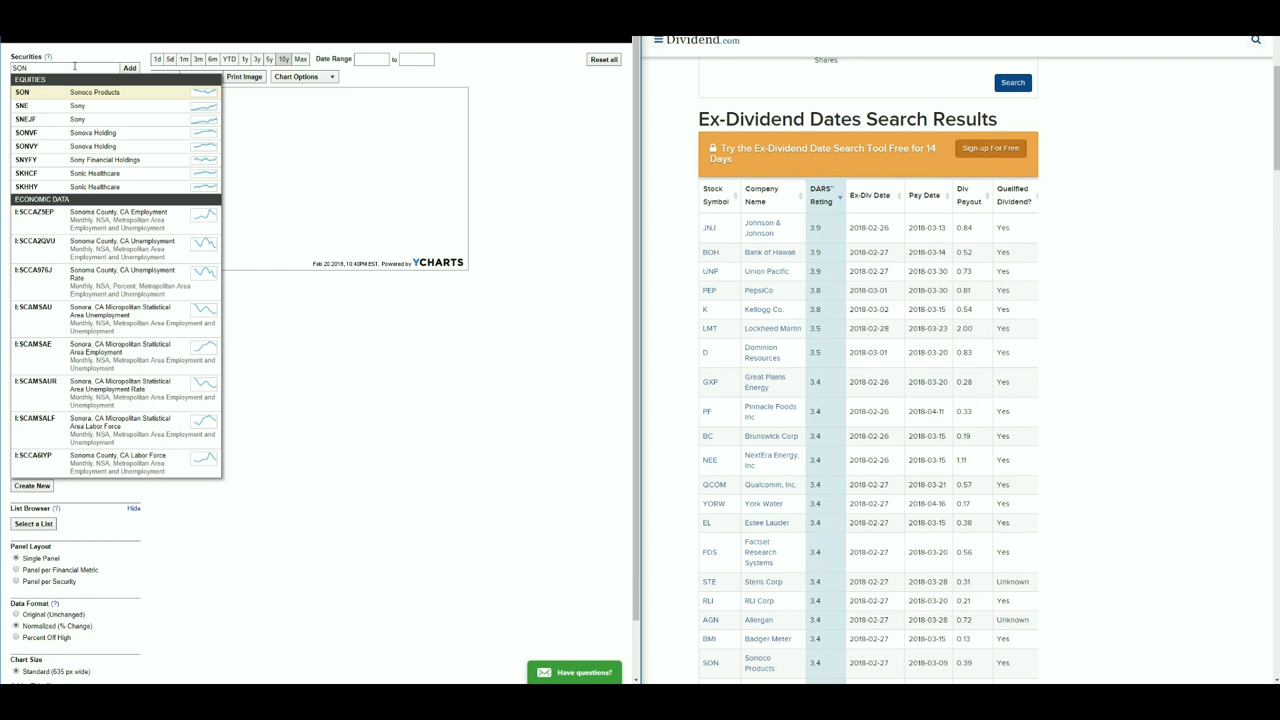 Securities (?)
SON
Add
1d 5d 1m 3m 6m YTD 1y 3y 5y 10y Max
Date Range
to
Reset all
Print Image
Chart Options
EQUITIES
SON Sonoco Products
SNE Sony
SNEJF Sony
SONVF Sonova Holding
SONVY Sonova Holding
SNYFY Sony Financial Holdings
SKHCF Sonic Healthcare
SKHHY Sonic Healthcare
ECONOMIC DATA
I:SCCAZ5EP Sonoma County, CA Employment
Monthly, NSA, Metropolitan Area
Employment and Unemployment
I:SCCA2QVU Sonoma County, CA Unemployment
Monthly, NSA, Metropolitan Area
Employment and Unemployment
I:SCCA976J Sonoma County, CA Unemployment
Rate
Monthly, NSA, Percent, Metropolitan Area
Employment and Unemployment
I:SCAMSAU Sonora, CA Micropolitan Statistical
Area Unemployment
Monthly, NSA, Metropolitan Area Employment and
Unemployment
I:SCAMSAE Sonora, CA Micropolitan Statistical
Area Employment
Monthly, NSA, Metropolitan Area Employment and
Unemployment
I:SCAMSAUR Sonora, CA Micropolitan Statistical
Area Unemployment Rate
Monthly, NSA, Metropolitan Area Employment and
Unemployment
I:SCAMSALF Sonora, CA Micropolitan Statistical
Area Labor Force
Monthly, NSA, Metropolitan Area Employment and
Unemployment
I:SCCA6IYP Sonoma County, CA Labor Force
Monthly, NSA, Metropolitan Area
Employment and Unemployment
Feb 20 2018, 10:40PM EST. Powered by YCHARTS
Create New
List Browser (?) Hide
Select a List
Panel Layout
Single Panel
Panel per Financial Metric
Panel per Security
Data Format (?)
Original (Unchanged)
Normalized (% Change)
Percent Off High
Chart Size
Standard (635 px wide)
Have questions?
Dividend.com
Shares
Search
Ex-Dividend Dates Search Results
Try the Ex-Dividend Date Search Tool Free for 14
Days
Sign-up For Free
Stock Symbol Company Name DARS™ Rating Ex-Div Date Pay Date Div Payout Qualified Dividend?
JNJ Johnson & Johnson 3.9 2018-02-26 2018-03-13 0.84 Yes
BOH Bank of Hawaii 3.9 2018-02-27 2018-03-14 0.52 Yes
UNP Union Pacific 3.9 2018-02-27 2018-03-30 0.73 Yes
PEP PepsiCo 3.8 2018-03-01 2018-03-30 0.81 Yes
K Kellogg Co. 3.8 2018-03-02 2018-03-15 0.54 Yes
LMT Lockheed Martin 3.5 2018-02-28 2018-03-23 2.00 Yes
D Dominion Resources 3.5 2018-03-01 2018-03-20 0.83 Yes
GXP Great Plains Energy 3.4 2018-02-26 2018-03-20 0.28 Yes
PF Pinnacle Foods Inc 3.4 2018-02-26 2018-04-11 0.33 Yes
BC Brunswick Corp 3.4 2018-02-26 2018-03-15 0.19 Yes
NEE NextEra Energy, Inc. 3.4 2018-02-26 2018-03-15 1.11 Yes
QCOM Qualcomm, Inc. 3.4 2018-02-27 2018-03-21 0.57 Yes
YORW York Water 3.4 2018-02-27 2018-04-16 0.17 Yes
EL Estee Lauder 3.4 2018-02-27 2018-03-15 0.38 Yes
FDS Factset Research Systems 3.4 2018-02-27 2018-03-20 0.56 Yes
STE Steris Corp 3.4 2018-02-27 2018-03-28 0.31 Unknown
RLI RLI Corp 3.4 2018-02-27 2018-03-20 0.21 Yes
AGN Allergan 3.4 2018-02-27 2018-03-28 0.72 Unknown
BMI Badger Meter 3.4 2018-02-27 2018-03-15 0.13 Yes
SON Sonoco Products 3.4 2018-02-27 2018-03-09 0.39 Yes